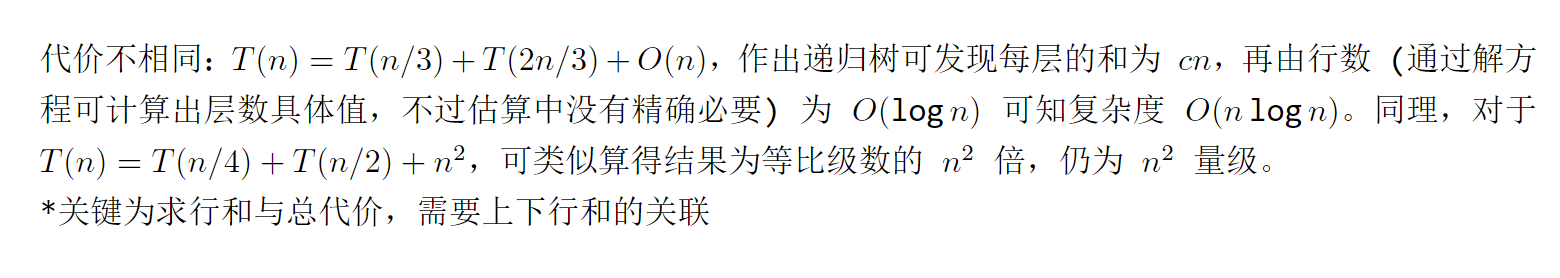 代价不相同：T(n) = T(n/3) + T(2n/3) + O(n)，作出递归树可发现每层的和为 cn，再由行数 (通过解方
程可计算出层数具体值，不过估算中没有精确必要) 为 O(log n) 可知复杂度 O(n log n)。同理，对于
T(n) = T(n/4) + T(n/2) + n²，可类似算得结果为等比级数的 n² 倍，仍为 n² 量级。
*关键为求行和与总代价，需要上下行和的关联